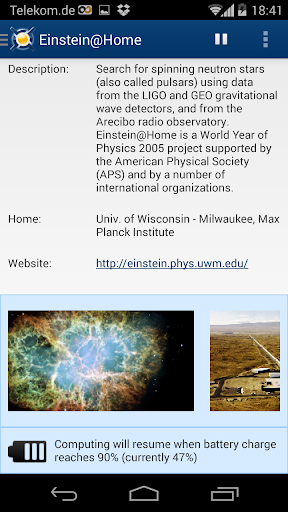 Telekom.de 18:41
Einstein@Home
Description: Search for spinning neutron stars
(also called pulsars) using data
from the LIGO and GEO gravitational
wave detectors, and from the
Arecibo radio observatory.
Einstein@Home is a World Year of
Physics 2005 project supported by
the American Physical Society
(APS) and by a number of
international organizations.
Home: Univ. of Wisconsin - Milwaukee, Max
Planck Institute
Website: http://einstein.phys.uwm.edu/
Computing will resume when battery charge
reaches 90% (currently 47%)